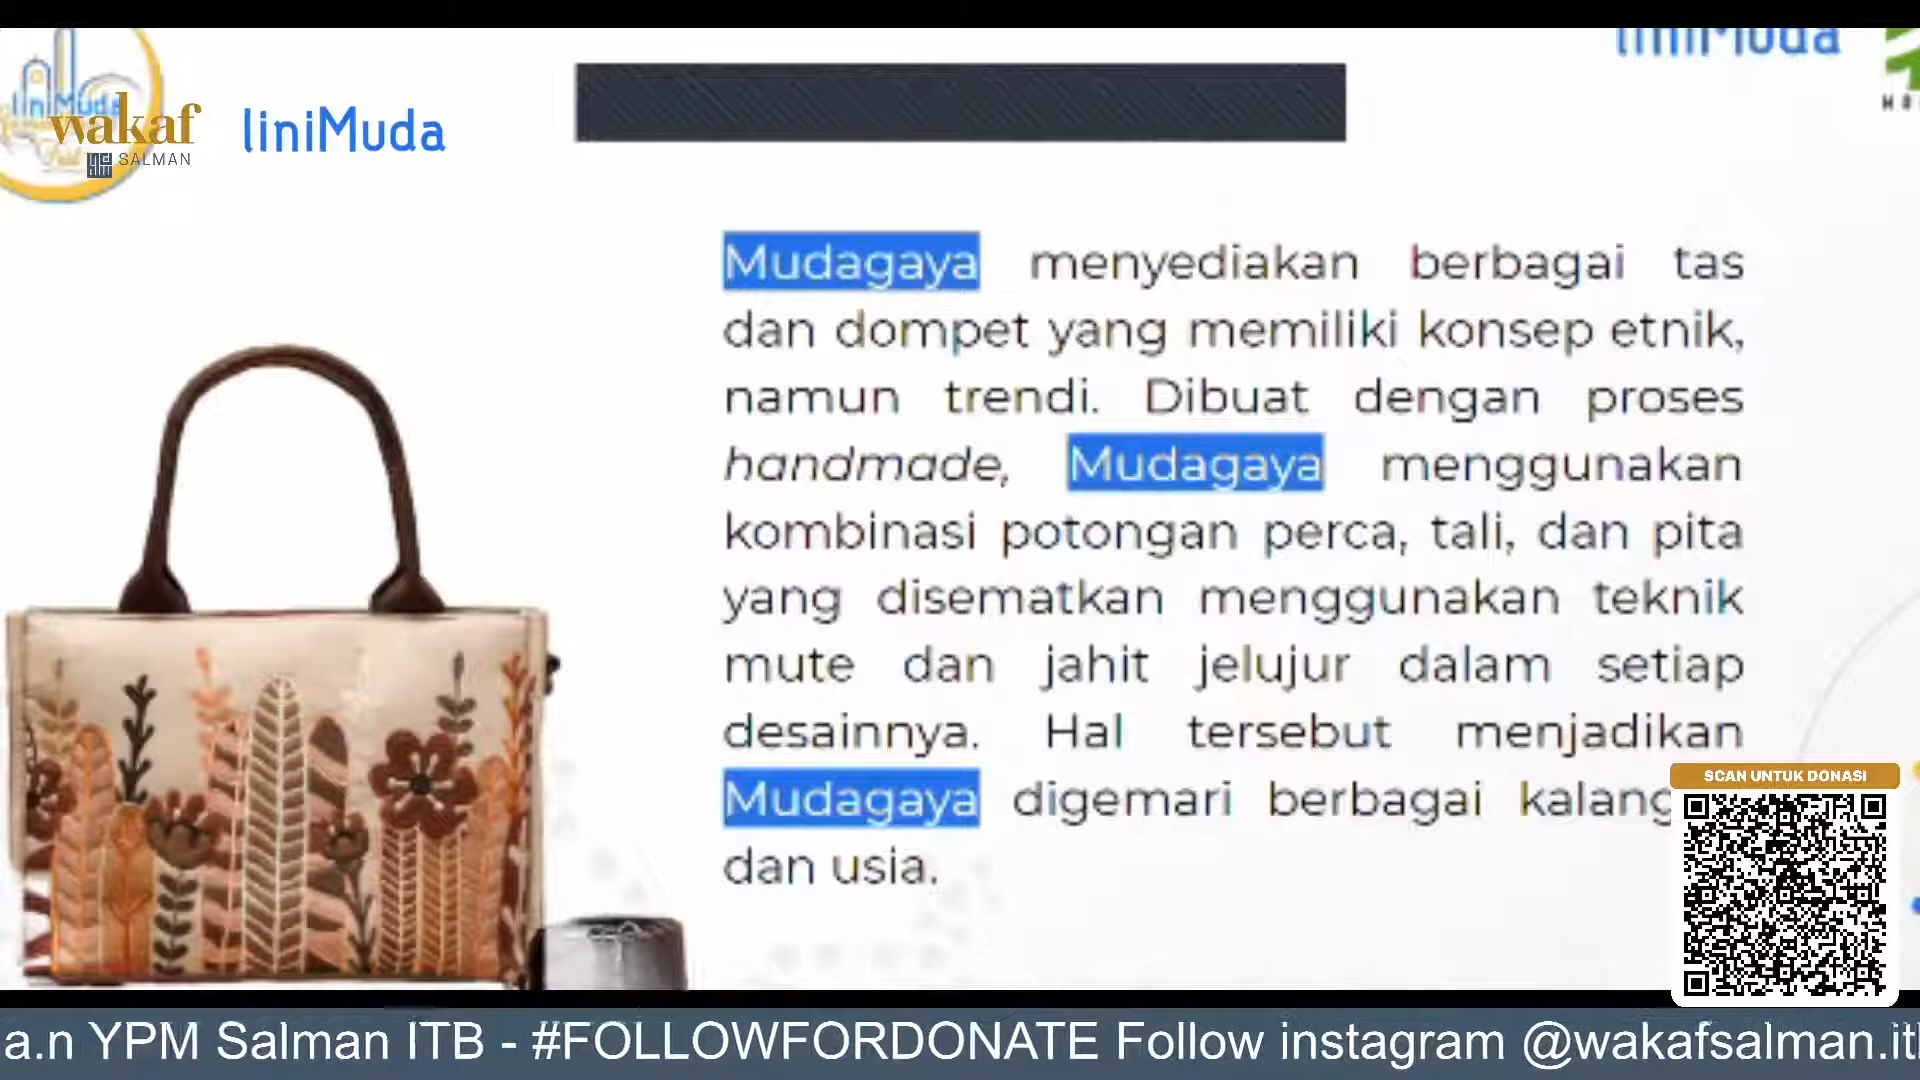 liniMuda
liniMuda
wakaf
SALMAN
liniMuda
Mudagaya menyediakan berbagai tas
dan dompet yang memiliki konsep etnik,
namun trendi. Dibuat dengan proses
handmade, Mudagaya menggunakan
kombinasi potongan perca, tali, dan pita
yang disematkan menggunakan teknik
mute dan jahit jelujur dalam setiap
desainnya. Hal tersebut menjadikan
Mudagaya digemari berbagai kalang
dan usia.
SCAN UNTUK DONASI
a.n YPM Salman ITB - #FOLLOWFORDONATE Follow instagram @wakafsalman.it